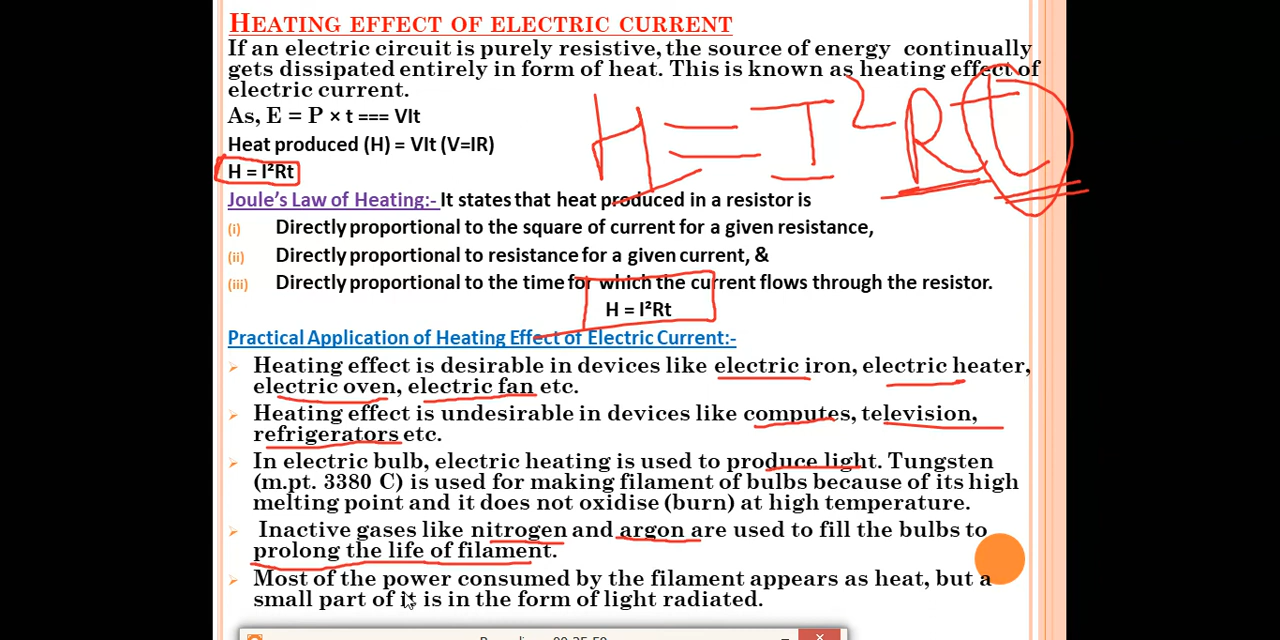 HEATING EFFECT OF ELECTRIC CURRENT
If an electric circuit is purely resistive, the source of energy continually
gets dissipated entirely in form of heat. This is known as heating effect of
electric current.
As, E = P × t === VIt
Heat produced (H) = VIt (V=IR)
H = I²Rt
H = I²Rt
Joule's Law of Heating:- It states that heat produced in a resistor is
(i) Directly proportional to the square of current for a given resistance,
(ii) Directly proportional to resistance for a given current, &
(iii) Directly proportional to the time for which the current flows through the resistor.
H = I²Rt
Practical Application of Heating Effect of Electric Current:-
➢ Heating effect is desirable in devices like electric iron, electric heater,
electric oven, electric fan etc.
➢ Heating effect is undesirable in devices like computes, television,
refrigerators etc.
➢ In electric bulb, electric heating is used to produce light. Tungsten
(m.pt. 3380 C) is used for making filament of bulbs because of its high
melting point and it does not oxidise (burn) at high temperature.
➢ Inactive gases like nitrogen and argon are used to fill the bulbs to
prolong the life of filament.
➢ Most of the power consumed by the filament appears as heat, but a
small part of it is in the form of light radiated.